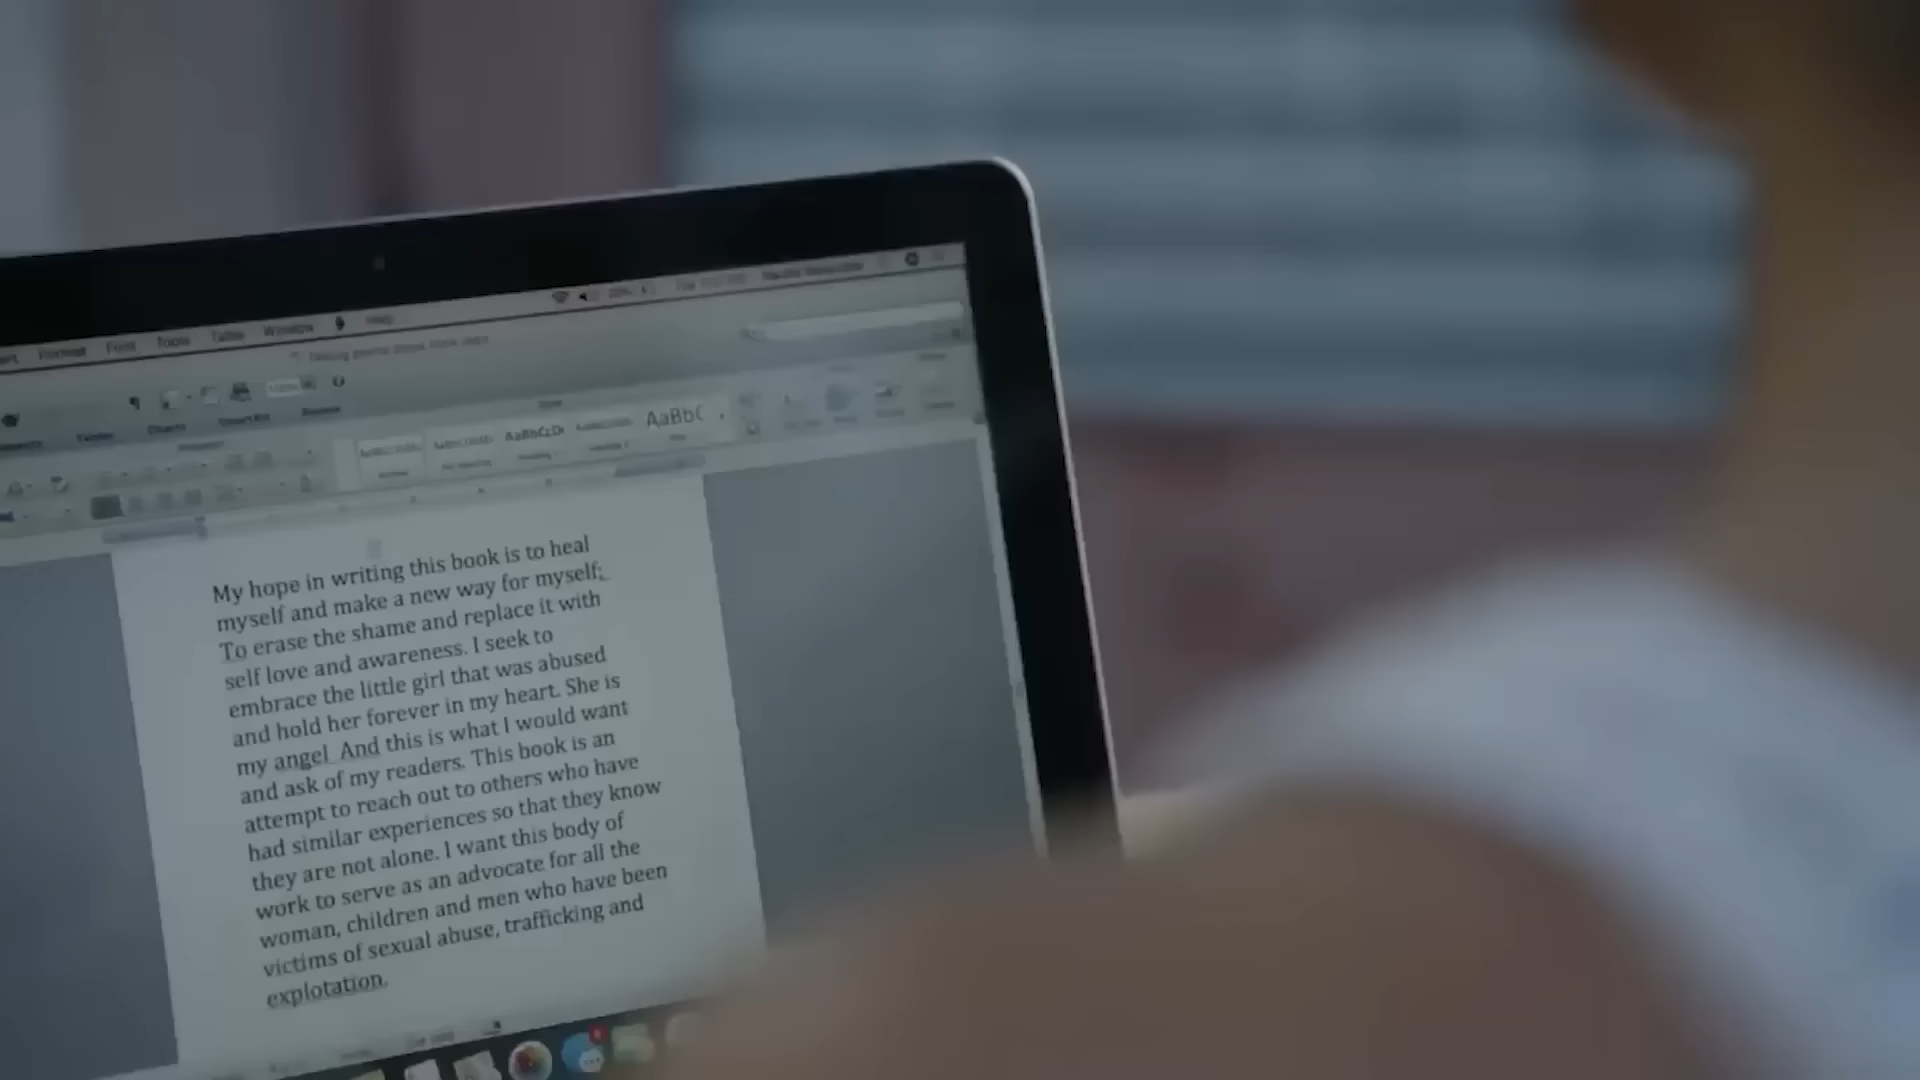 Format Font Tools Table Window Help
AaBbCcDc AaBbC
My hope in writing this book is to heal
myself and make a new way for myself;
To erase the shame and replace it with
self love and awareness. I seek to
embrace the little girl that was abused
and hold her forever in my heart. She is
my angel And this is what I would want
and ask of my readers. This book is an
attempt to reach out to others who have
had similar experiences so that they know
they are not alone. I want this body of
work to serve as an advocate for all the
woman, children and men who have been
victims of sexual abuse, trafficking and
explotation.